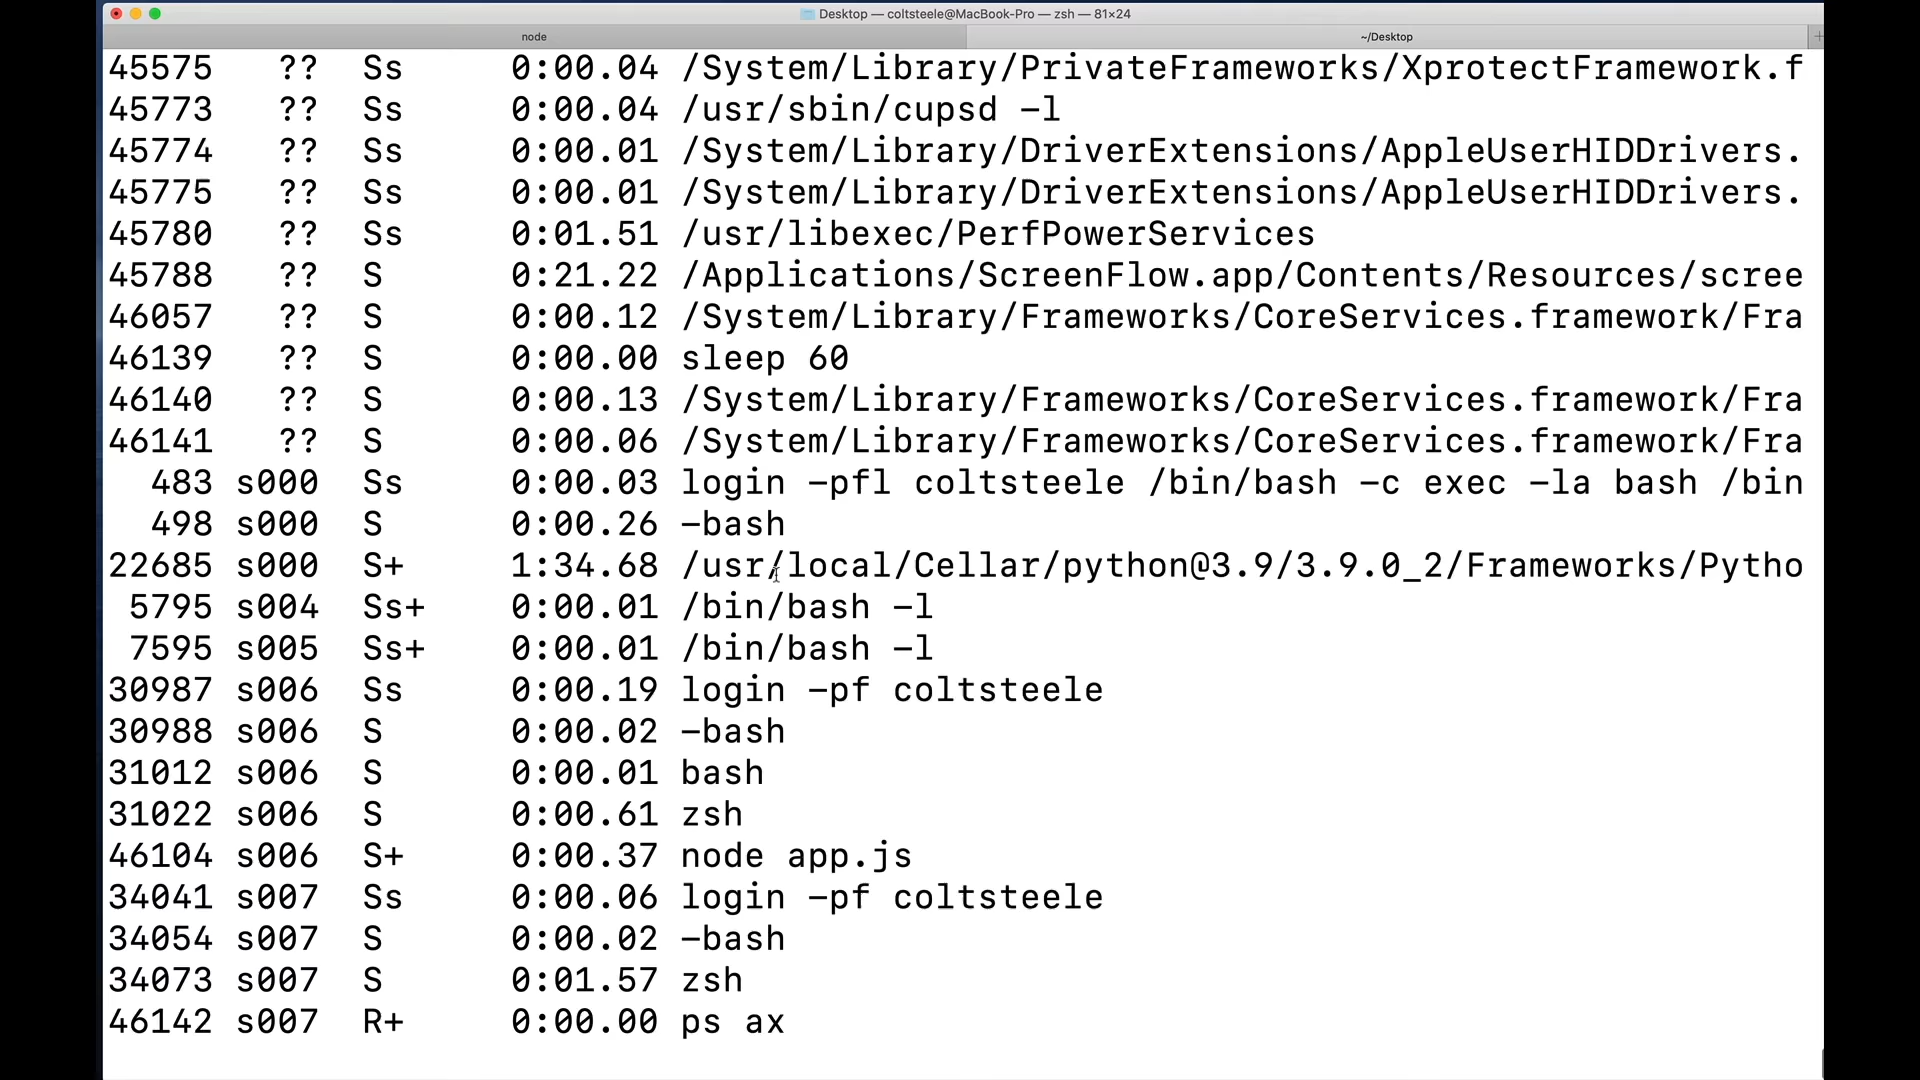 Desktop — coltsteele@MacBook-Pro — zsh — 81×24
node
~/Desktop
45575 ?? Ss 0:00.04 /System/Library/PrivateFrameworks/XprotectFramework.f
45773 ?? Ss 0:00.04 /usr/sbin/cupsd -l
45774 ?? Ss 0:00.01 /System/Library/DriverExtensions/AppleUserHIDDrivers.
45775 ?? Ss 0:00.01 /System/Library/DriverExtensions/AppleUserHIDDrivers.
45780 ?? Ss 0:01.51 /usr/libexec/PerfPowerServices
45788 ?? S 0:21.22 /Applications/ScreenFlow.app/Contents/Resources/scree
46057 ?? S 0:00.12 /System/Library/Frameworks/CoreServices.framework/Fra
46139 ?? S 0:00.00 sleep 60
46140 ?? S 0:00.13 /System/Library/Frameworks/CoreServices.framework/Fra
46141 ?? S 0:00.06 /System/Library/Frameworks/CoreServices.framework/Fra
483 s000 Ss 0:00.03 login -pfl coltsteele /bin/bash -c exec -la bash /bin
498 s000 S 0:00.26 -bash
22685 s000 S+ 1:34.68 /usr/local/Cellar/python@3.9/3.9.0_2/Frameworks/Pytho
5795 s004 Ss+ 0:00.01 /bin/bash -l
7595 s005 Ss+ 0:00.01 /bin/bash -l
30987 s006 Ss 0:00.19 login -pf coltsteele
30988 s006 S 0:00.02 -bash
31012 s006 S 0:00.01 bash
31022 s006 S 0:00.61 zsh
46104 s006 S+ 0:00.37 node app.js
34041 s007 Ss 0:00.06 login -pf coltsteele
34054 s007 S 0:00.02 -bash
34073 s007 S 0:01.57 zsh
46142 s007 R+ 0:00.00 ps ax